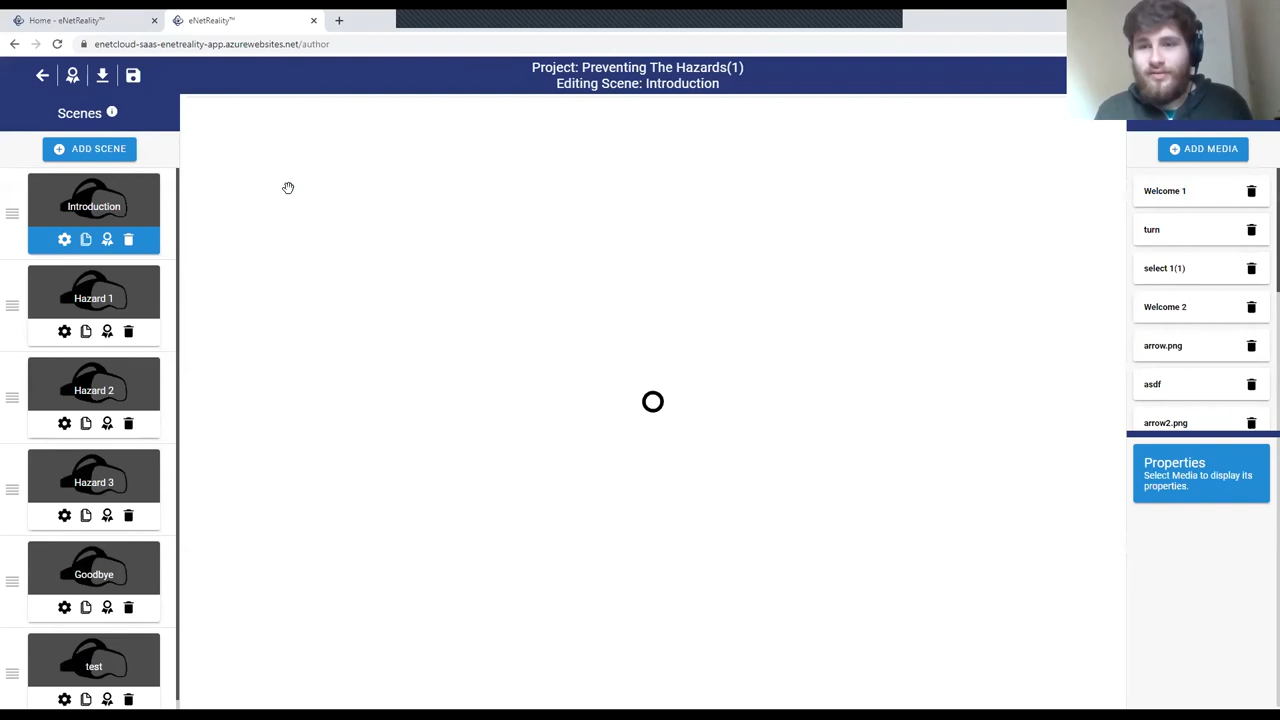 Home - eNetReality™
eNetReality™
enetcloud-saas-enetreality-app.azurewebsites.net/author
Project: Preventing The Hazards(1)
Editing Scene: Introduction
Scenes
ADD SCENE
Introduction
Hazard 1
Hazard 2
Hazard 3
Goodbye
test
ADD MEDIA
Welcome 1
turn
select 1(1)
Welcome 2
arrow.png
asdf
arrow2.png
Properties
Select Media to display its
properties.